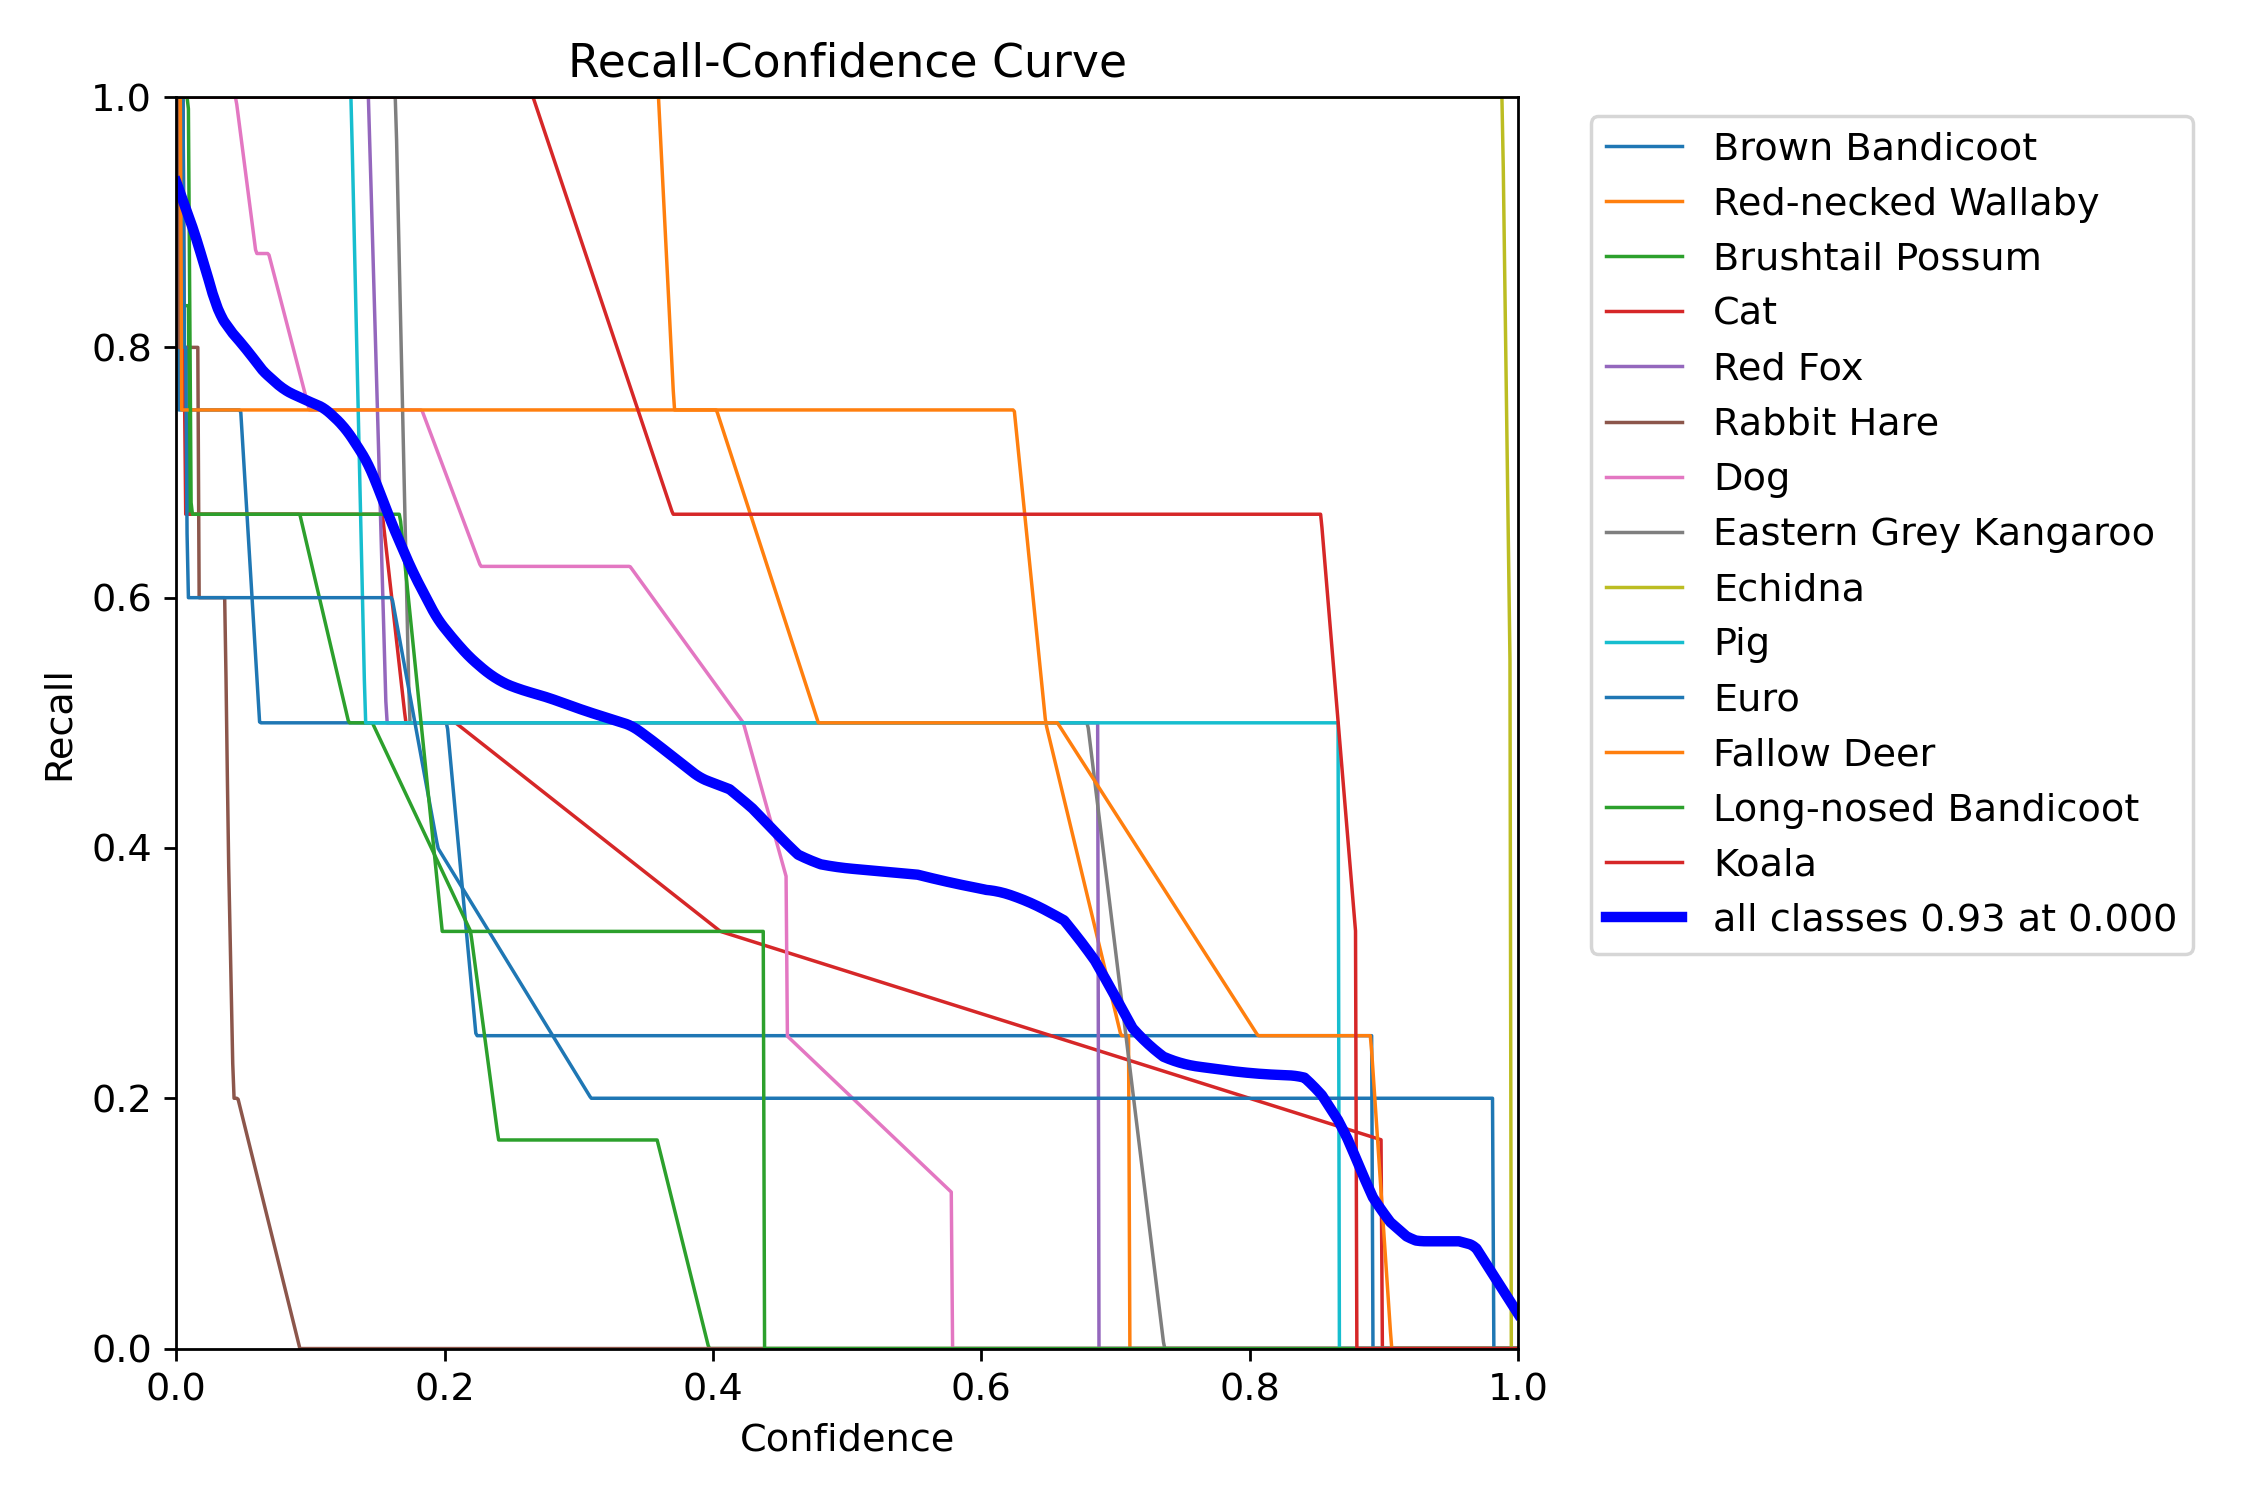 Recall-Confidence Curve
1.0
0.8
0.6
0.4
0.2
0.0
Recall
0.0 0.2 0.4 0.6 0.8 1.0
Confidence
Brown Bandicoot
Red-necked Wallaby
Brushtail Possum
Cat
Red Fox
Rabbit Hare
Dog
Eastern Grey Kangaroo
Echidna
Pig
Euro
Fallow Deer
Long-nosed Bandicoot
Koala
all classes 0.93 at 0.000